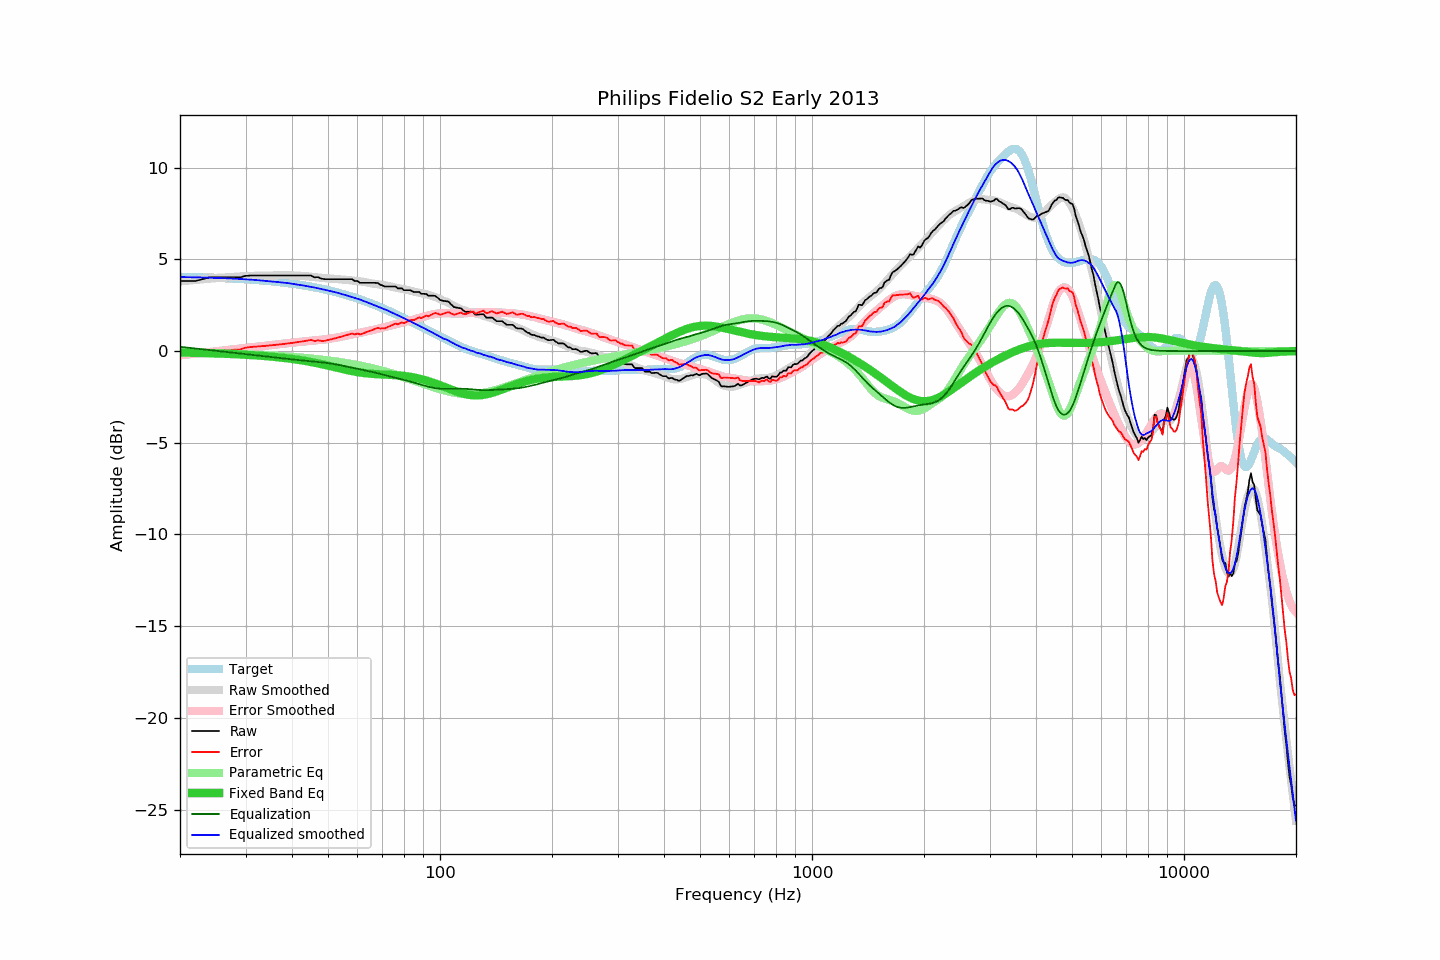 Philips Fidelio S2 Early 2013
10
5
0
−5
−10
−15
−20
−25
Amplitude (dBr)
Target
Raw Smoothed
Error Smoothed
Raw
Error
Parametric Eq
Fixed Band Eq
Equalization
Equalized smoothed
100
1000
10000
Frequency (Hz)